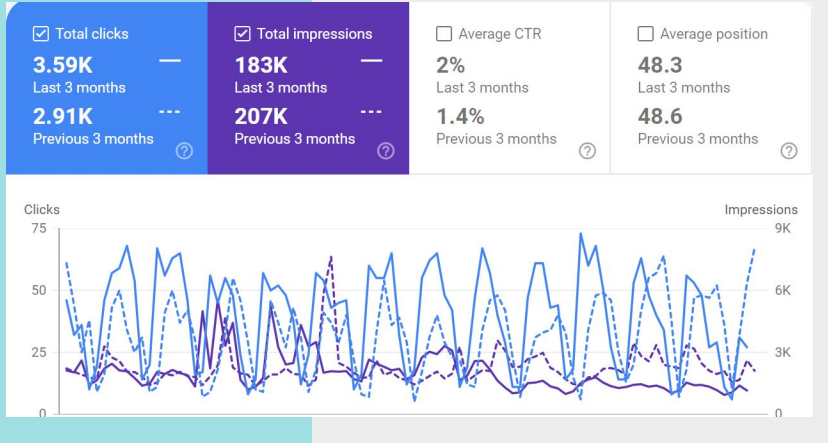 Total clicks
3.59K
Last 3 months
2.91K
Previous 3 months
Total impressions
183K
Last 3 months
207K
Previous 3 months
Average CTR
2%
Last 3 months
1.4%
Previous 3 months
Average position
48.3
Last 3 months
48.6
Previous 3 months
Clicks
Impressions
75
9K
50
6K
25
3K
0
0